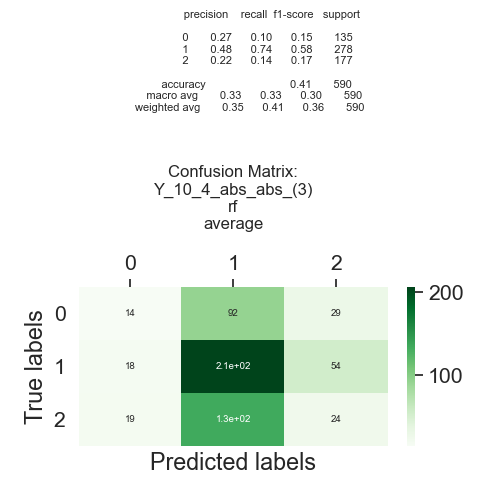 precision recall f1-score support
0 0.27 0.10 0.15 135
1 0.48 0.74 0.58 278
2 0.22 0.14 0.17 177
accuracy 0.41 590
macro avg 0.33 0.33 0.30 590
weighted avg 0.35 0.41 0.36 590
Confusion Matrix:
Y_10_4_abs_abs_(3)
rf
average
0 1 2
0 14 92 29
1 18 2.1e+02 54
2 19 1.3e+02 24
True labels
Predicted labels
200
100